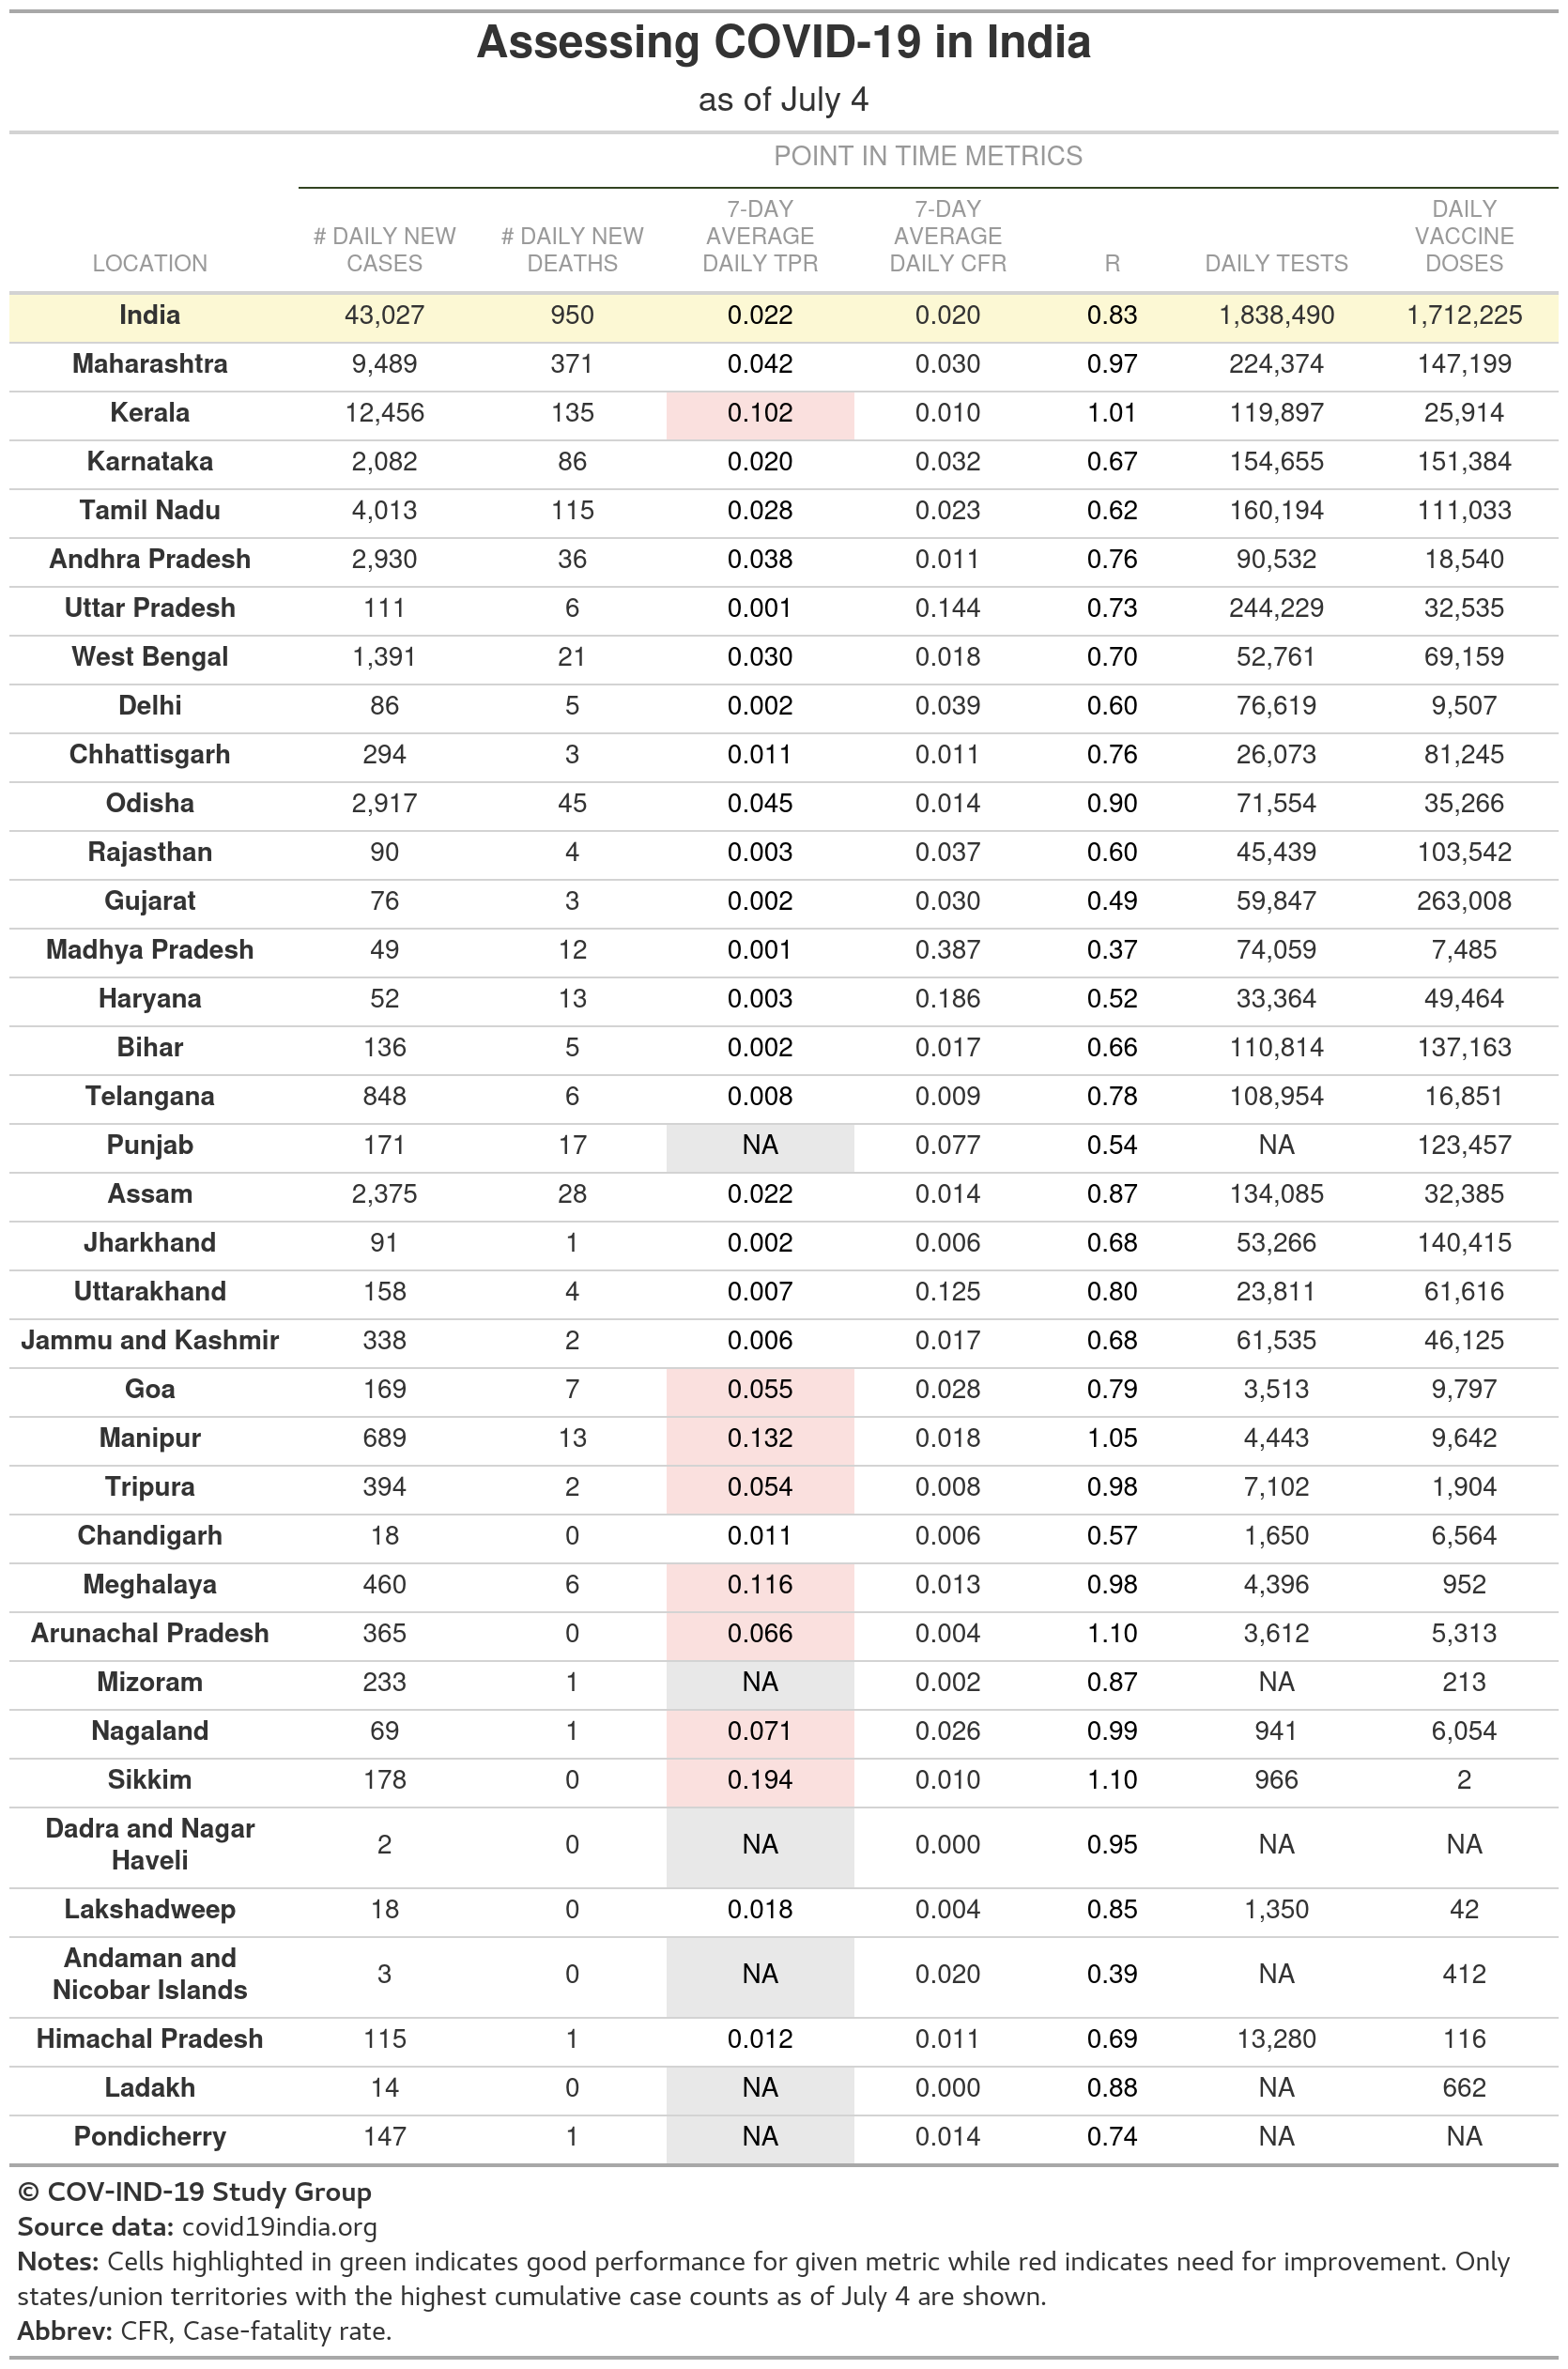 Assessing COVID-19 in India
as of July 4
POINT IN TIME METRICS
LOCATION # DAILY NEW CASES # DAILY NEW DEATHS 7-DAY AVERAGE DAILY TPR 7-DAY AVERAGE DAILY CFR R DAILY TESTS DAILY VACCINE DOSES
India 43,027 950 0.022 0.020 0.83 1,838,490 1,712,225
Maharashtra 9,489 371 0.042 0.030 0.97 224,374 147,199
Kerala 12,456 135 0.102 0.010 1.01 119,897 25,914
Karnataka 2,082 86 0.020 0.032 0.67 154,655 151,384
Tamil Nadu 4,013 115 0.028 0.023 0.62 160,194 111,033
Andhra Pradesh 2,930 36 0.038 0.011 0.76 90,532 18,540
Uttar Pradesh 111 6 0.001 0.144 0.73 244,229 32,535
West Bengal 1,391 21 0.030 0.018 0.70 52,761 69,159
Delhi 86 5 0.002 0.039 0.60 76,619 9,507
Chhattisgarh 294 3 0.011 0.011 0.76 26,073 81,245
Odisha 2,917 45 0.045 0.014 0.90 71,554 35,266
Rajasthan 90 4 0.003 0.037 0.60 45,439 103,542
Gujarat 76 3 0.002 0.030 0.49 59,847 263,008
Madhya Pradesh 49 12 0.001 0.387 0.37 74,059 7,485
Haryana 52 13 0.003 0.186 0.52 33,364 49,464
Bihar 136 5 0.002 0.017 0.66 110,814 137,163
Telangana 848 6 0.008 0.009 0.78 108,954 16,851
Punjab 171 17 NA 0.077 0.54 NA 123,457
Assam 2,375 28 0.022 0.014 0.87 134,085 32,385
Jharkhand 91 1 0.002 0.006 0.68 53,266 140,415
Uttarakhand 158 4 0.007 0.125 0.80 23,811 61,616
Jammu and Kashmir 338 2 0.006 0.017 0.68 61,535 46,125
Goa 169 7 0.055 0.028 0.79 3,513 9,797
Manipur 689 13 0.132 0.018 1.05 4,443 9,642
Tripura 394 2 0.054 0.008 0.98 7,102 1,904
Chandigarh 18 0 0.011 0.006 0.57 1,650 6,564
Meghalaya 460 6 0.116 0.013 0.98 4,396 952
Arunachal Pradesh 365 0 0.066 0.004 1.10 3,612 5,313
Mizoram 233 1 NA 0.002 0.87 NA 213
Nagaland 69 1 0.071 0.026 0.99 941 6,054
Sikkim 178 0 0.194 0.010 1.10 966 2
Dadra and Nagar Haveli 2 0 NA 0.000 0.95 NA NA
Lakshadweep 18 0 0.018 0.004 0.85 1,350 42
Andaman and Nicobar Islands 3 0 NA 0.020 0.39 NA 412
Himachal Pradesh 115 1 0.012 0.011 0.69 13,280 116
Ladakh 14 0 NA 0.000 0.88 NA 662
Pondicherry 147 1 NA 0.014 0.74 NA NA
© COV-IND-19 Study Group
Source data: covid19india.org
Notes: Cells highlighted in green indicates good performance for given metric while red indicates need for improvement. Only
states/union territories with the highest cumulative case counts as of July 4 are shown.
Abbrev: CFR, Case-fatality rate.